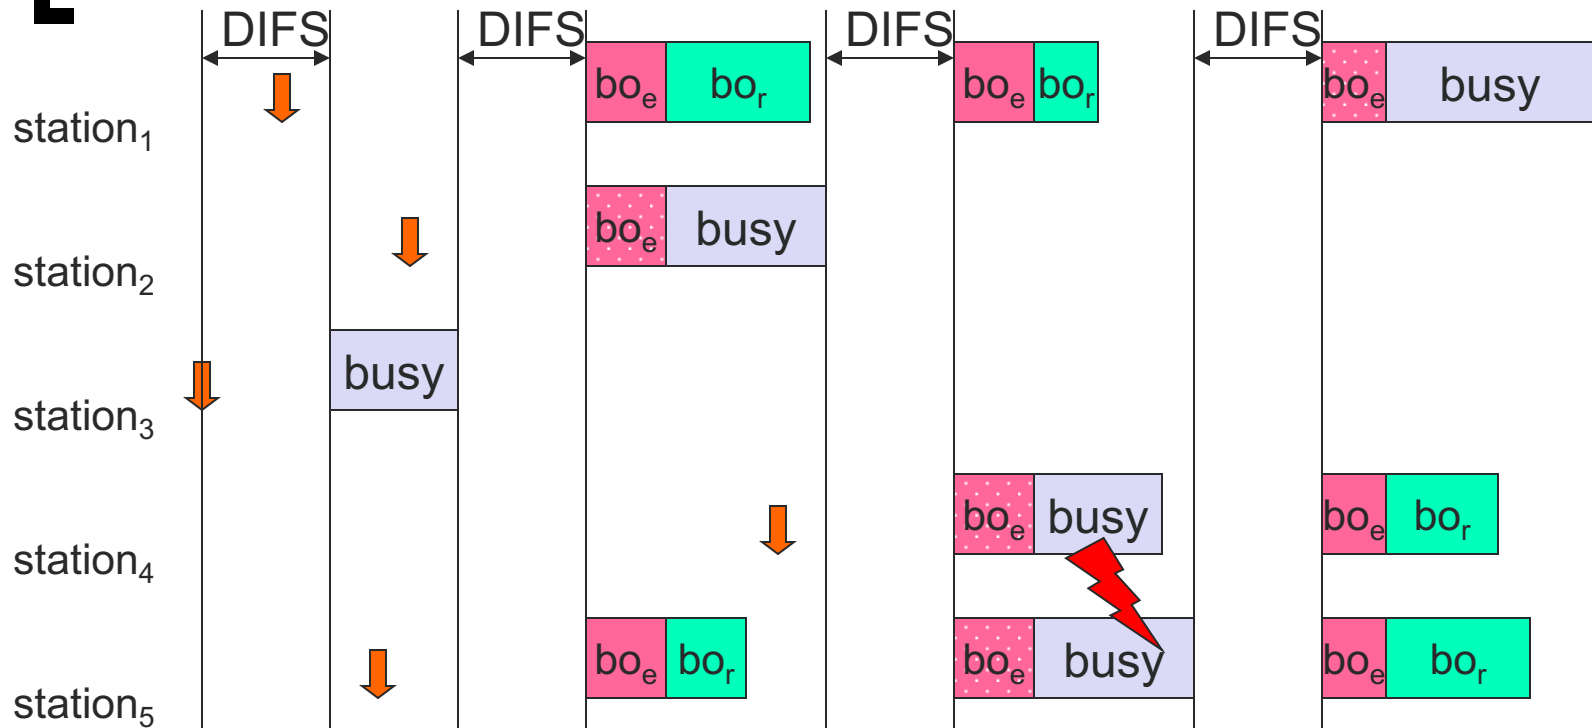 DIFS DIFS DIFS DIFS
station₁ boₑ boᵣ boₑ boᵣ boₑ busy
station₂ boₑ busy
station₃ busy
station₄ boₑ busy boₑ boᵣ
station₅ boₑ boᵣ boₑ busy boₑ boᵣ